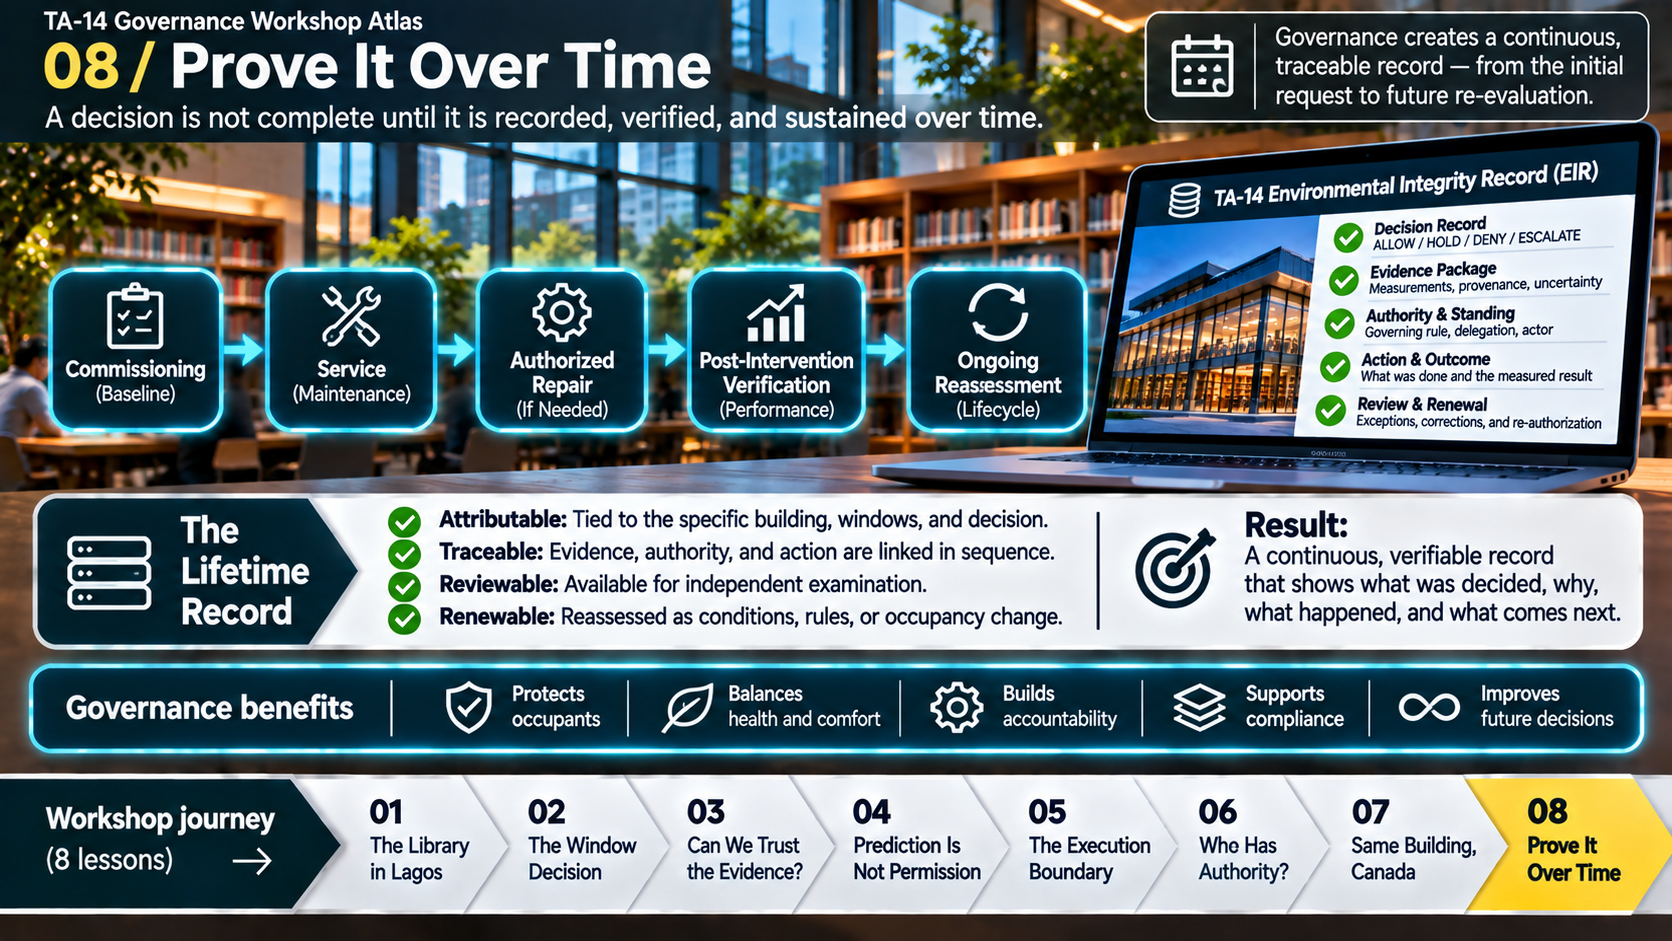 TA-14 Governance Workshop Atlas
08 / Prove It Over Time
A decision is not complete until it is recorded, verified, and sustained over time.
Governance creates a continuous,
traceable record — from the initial
request to future re-evaluation.
Commissioning
(Baseline)
Service
(Maintenance)
Authorized
Repair
(If Needed)
Post-Intervention
Verification
(Performance)
Ongoing
Reassessment
(Lifecycle)
TA-14 Environmental Integrity Record (EIR)
Decision Record
ALLOW / HOLD / DENY / ESCALATE
Evidence Package
Measurements, provenance, uncertainty
Authority & Standing
Governing rule, delegation, actor
Action & Outcome
What was done and the measured result
Review & Renewal
Exceptions, corrections, and re-authorization
The
Lifetime
Record
Attributable: Tied to the specific building, windows, and decision.
Traceable: Evidence, authority, and action are linked in sequence.
Reviewable: Available for independent examination.
Renewable: Reassessed as conditions, rules, or occupancy change.
Result:
A continuous, verifiable record
that shows what was decided, why,
what happened, and what comes next.
Governance benefits
Protects
occupants
Balances
health and comfort
Builds
accountability
Supports
compliance
Improves
future decisions
Workshop journey
(8 lessons)
01
The Library
in Lagos
02
The Window
Decision
03
Can We Trust
the Evidence?
04
Prediction Is
Not Permission
05
The Execution
Boundary
06
Who Has
Authority?
07
Same Building,
Canada
08
Prove It
Over Time